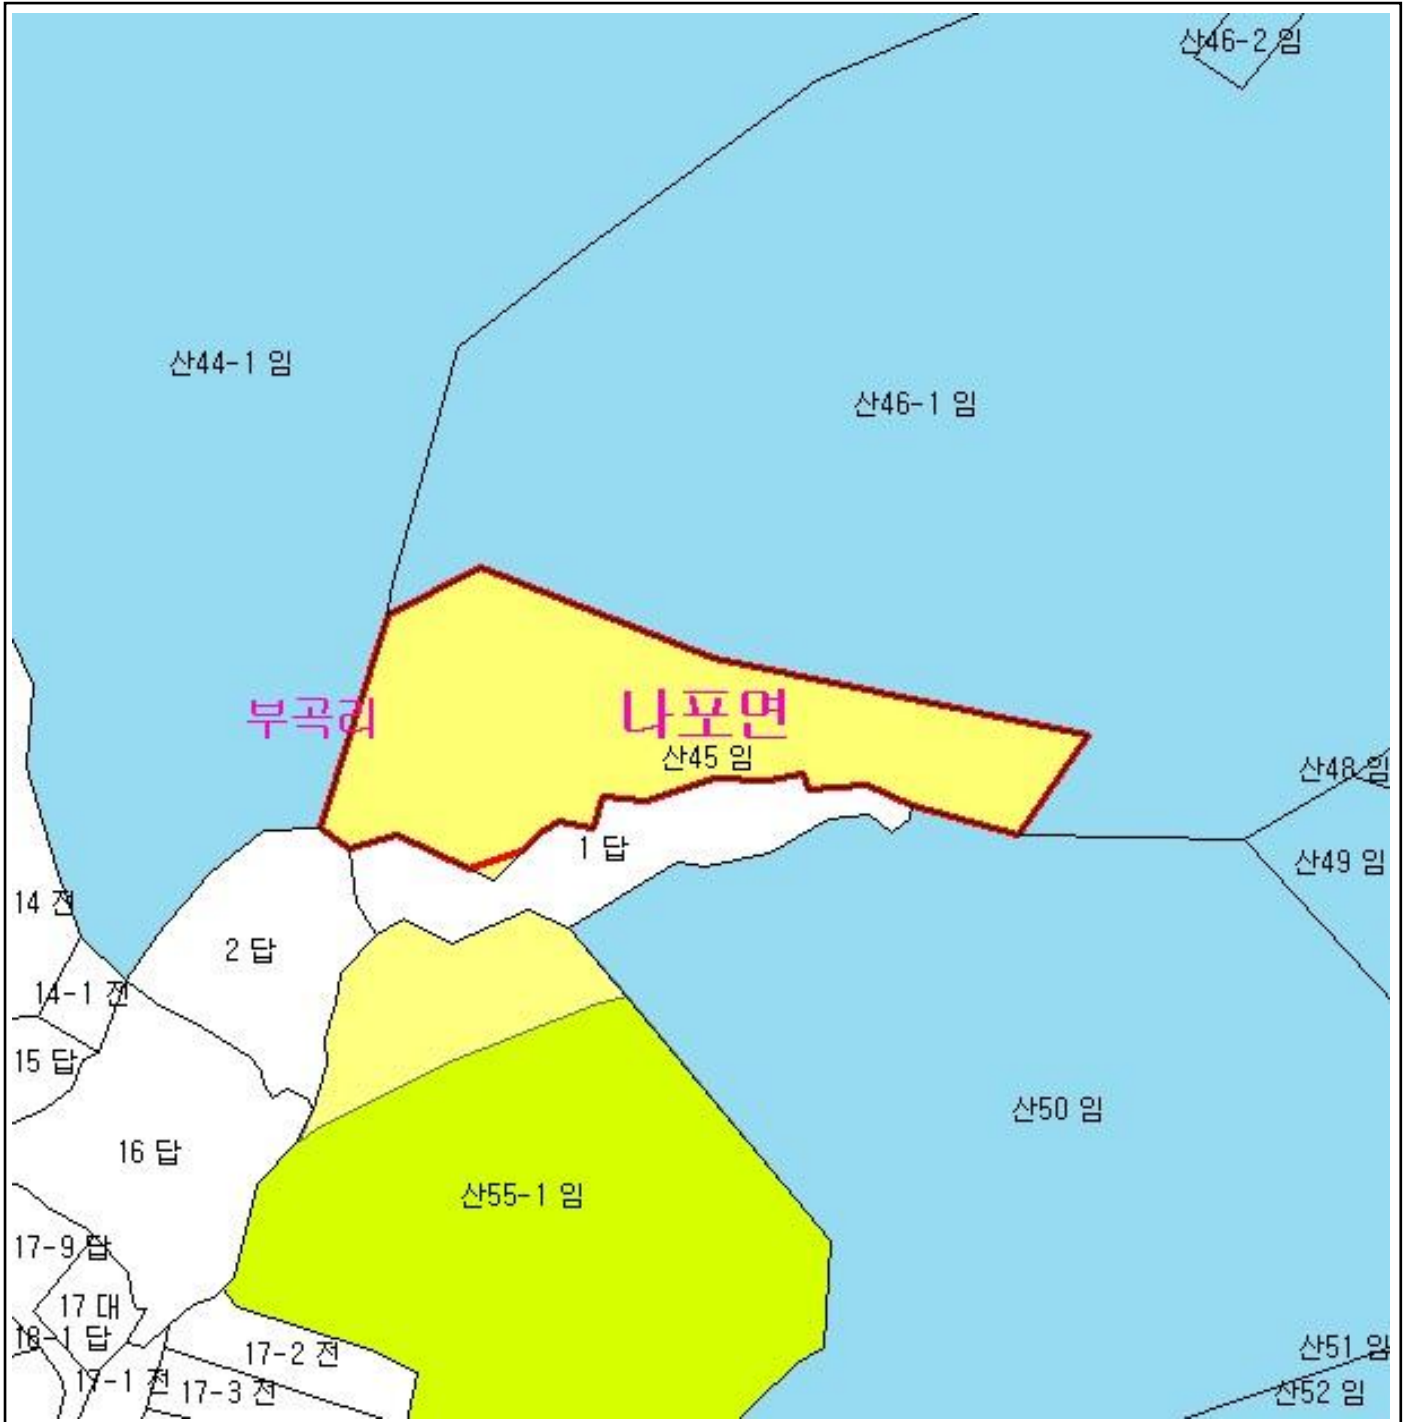 산46-2 임
산44-1 임
산46-1 임
부곡리
나포면
산45 임
산48 임
1 답
산49 임
14 전
2 답
14-1 전
15 답
산50 임
16 답
산55-1 임
17-9 답
17 대
18-1 답
17-2 전
산51 임
17-1 전
17-3 전
산52 임